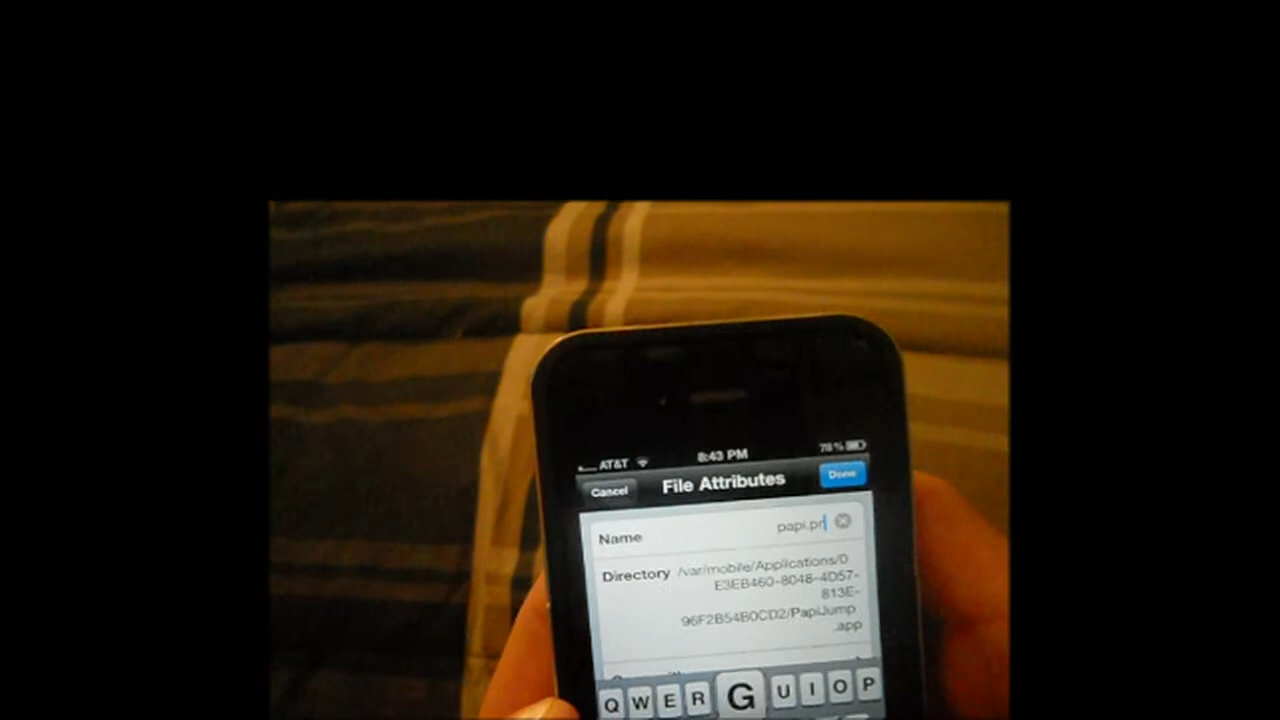 AT&T 8:43 PM 78%
Cancel File Attributes Done
Name papi.pr
Directory /var/mobile/Applications/D
E3EB460-8048-4D57-
813E-
96F2B54B0CD2/PapiJump
.app
Q W E R G U I O P